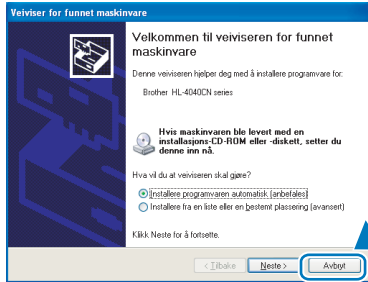 Veiviser for funnet maskinvare
Velkommen til veiviseren for funnet
maskinvare
Denne veiviseren hjelper deg med å installere programvare for:
Brother HL-4040CN series
Hvis maskinvaren ble levert med en
installasjons-CD-ROM eller -diskett, setter du
denne inn nå.
Hva vil du at veiviseren skal gjøre?
Installere programvaren automatisk (anbefales)
Installere fra en liste eller en bestemt plassering (avansert)
Klikk Neste for å fortsette.
< Tilbake Neste > Avbryt